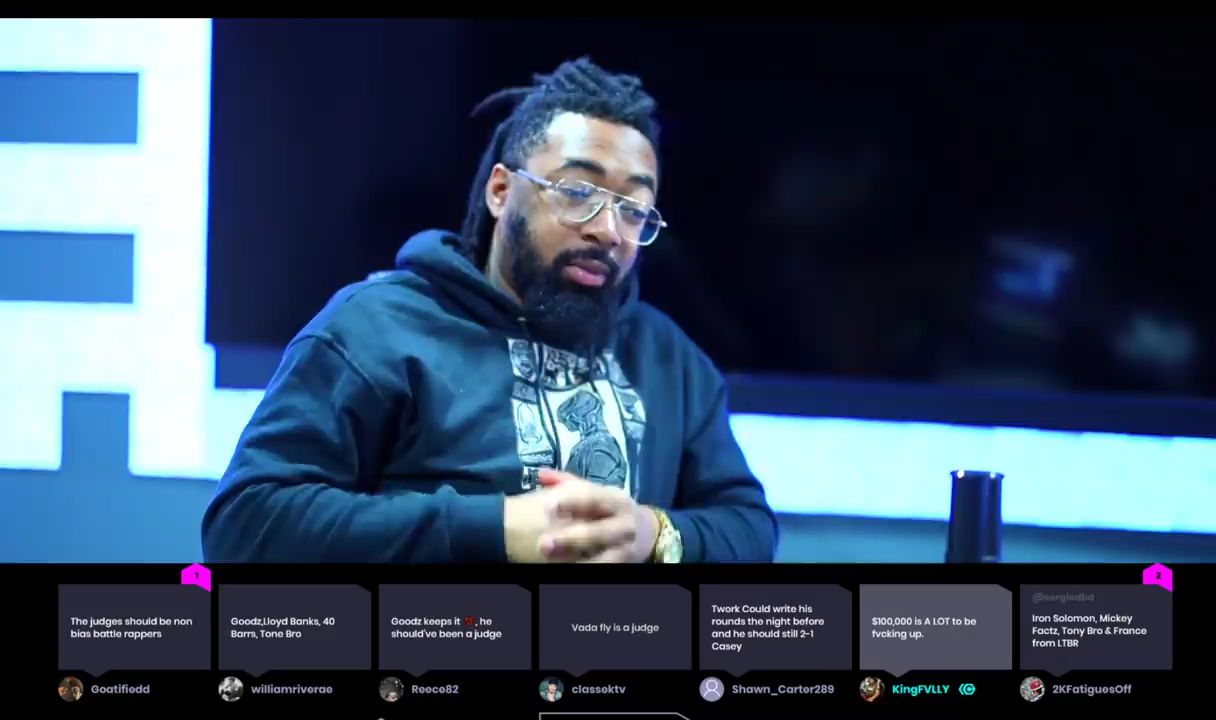 1
2
@sergiodbd
The judges should be non
bias battle rappers
Goodz,Lloyd Banks, 40
Barrs, Tone Bro
Goodz keeps it 💯, he
should've been a judge
Vada fly is a judge
Twork Could write his
rounds the night before
and he should still 2-1
Casey
$100,000 is A LOT to be
fvcking up.
Iron Solomon, Mickey
Factz, Tony Bro & France
from LTBR
Goatifiedd
williamriverae
Reece82
classektv
Shawn_Carter289
KingFVLLY
2KFatiguesOff